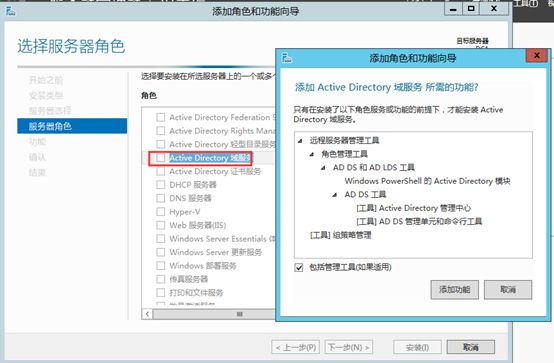 添加角色和功能向导
工具(T)
选择服务器角色
目标服务器
开始之前
安装类型
服务器选择
服务器角色
功能
确认
结果
选择要安装在所选服务器上的一个或多个
角色
Active Directory Federation S
Active Directory Rights Mana
Active Directory 轻型目录服务
Active Directory 域服务
Active Directory 证书服务
DHCP 服务器
DNS 服务器
Hyper-V
Web 服务器(IIS)
Windows Server Essentials 体
Windows Server 更新服务
Windows 部署服务
传真服务器
打印和文件服务
< 上一步(P)
下一步(N) >
安装(I)
取消
添加角色和功能向导
添加 Active Directory 域服务 所需的功能?
只有在安装了以下角色服务或功能的前提下，才能安装 Active
Directory 域服务。
远程服务器管理工具
角色管理工具
AD DS 和 AD LDS 工具
Windows PowerShell 的 Active Directory 模块
AD DS 工具
[工具] Active Directory 管理中心
[工具] AD DS 管理单元和命令行工具
[工具] 组策略管理
包括管理工具(如果适用)
添加功能
取消